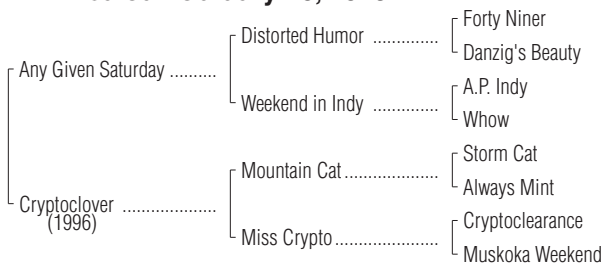 Forty Niner
Distorted Humor ..............
Danzig's Beauty
Any Given Saturday ..........
A.P. Indy
Weekend in Indy ..............
Whow
Storm Cat
Mountain Cat....................
Always Mint
Cryptoclover ....................
(1996)
Cryptoclearance
Miss Crypto......................
Muskoka Weekend